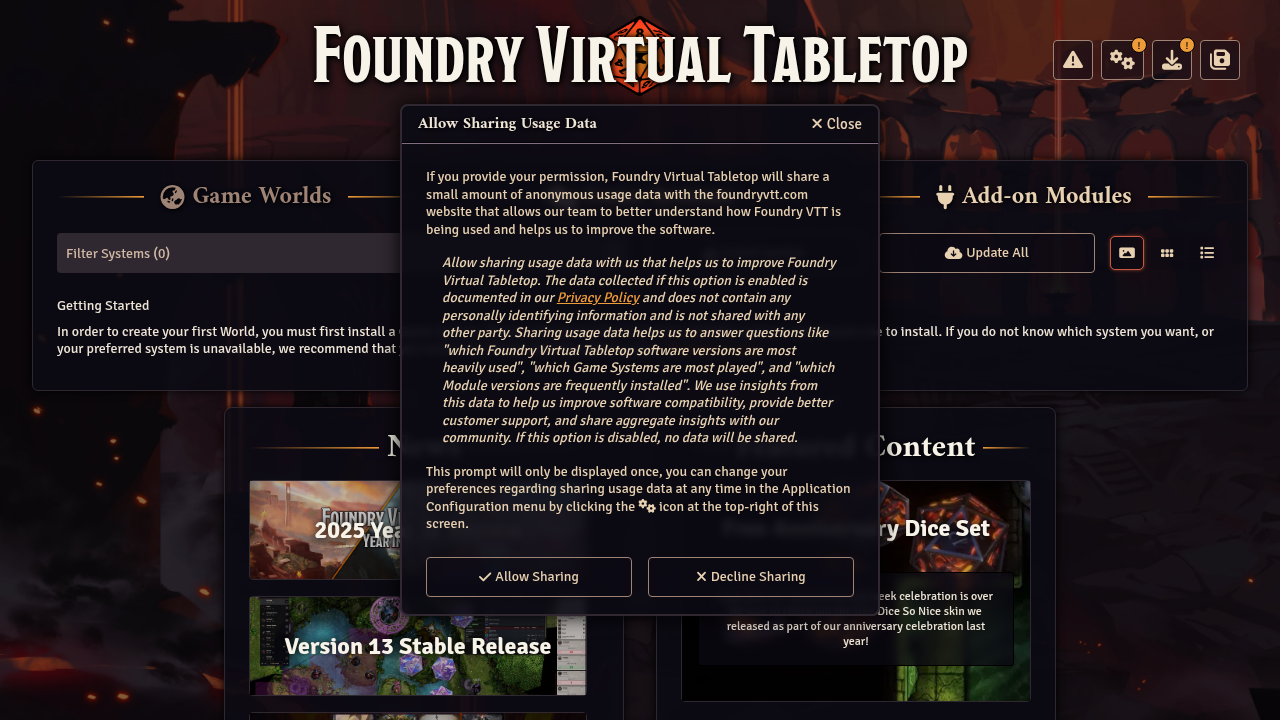 Foundry Virtual Tabletop
!
!
Allow Sharing Usage Data
Close
If you provide your permission, Foundry Virtual Tabletop will share a
small amount of anonymous usage data with the foundryvtt.com
website that allows our team to better understand how Foundry VTT is
being used and helps us to improve the software.
Allow sharing usage data with us that helps us to improve Foundry
Virtual Tabletop. The data collected if this option is enabled is
documented in our Privacy Policy and does not contain any
personally identifying information and is not shared with any
other party. Sharing usage data helps us to answer questions like
"which Foundry Virtual Tabletop software versions are most
heavily used", "which Game Systems are most played", and "which
Module versions are frequently installed". We use insights from
this data to help us improve software compatibility, provide better
customer support, and share aggregate insights with our
community. If this option is disabled, no data will be shared.
This prompt will only be displayed once, you can change your
preferences regarding sharing usage data at any time in the Application
Configuration menu by clicking the icon at the top-right of this
screen.
Allow Sharing
Decline Sharing
Game Worlds
Add-on Modules
Filter Systems (0)
Update All
Getting Started
In order to create your first World, you must first install a
to install. If you do not know which system you want, or
your preferred system is unavailable, we recommend that
Content
2025
Version 13 Stable Release
Dice Set
celebration is over
Dice So Nice skin we
released as part of our anniversary celebration last
year!